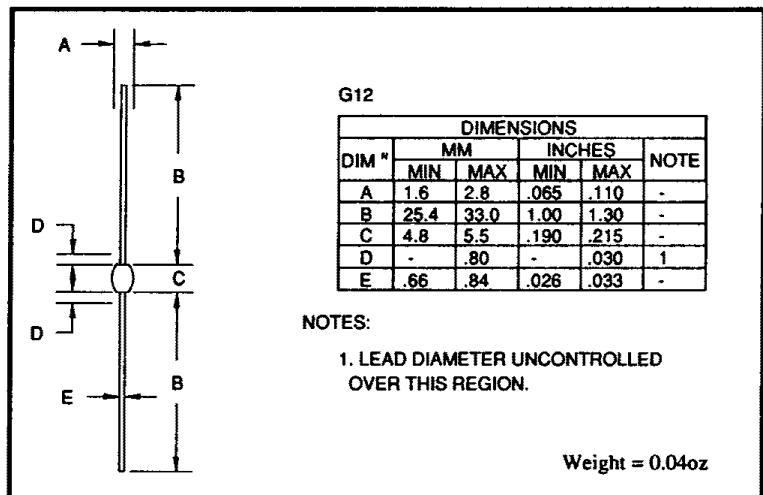 A
G12
DIMENSIONS
DIM " MM INCHES NOTE
MIN MAX MIN MAX
A 1.6 2.8 .065 .110 -
B 25.4 33.0 1.00 1.30 -
C 4.8 5.5 .190 .215 -
D - .80 - .030 1
E .66 .84 .026 .033 -
B
D
C
D
B
E
NOTES:
1. LEAD DIAMETER UNCONTROLLED
OVER THIS REGION.
Weight = 0.04oz